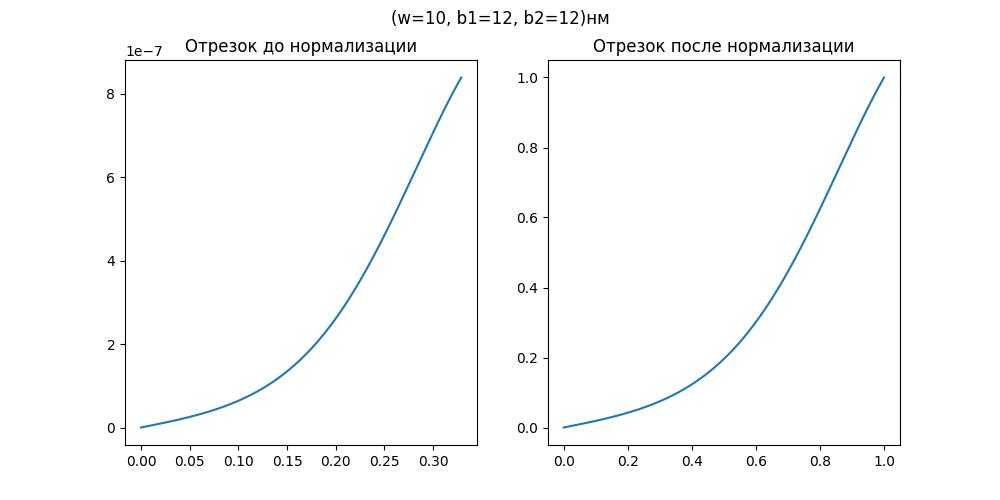 (w=10, b1=12, b2=12)нм
Отрезок до нормализации
1e−7
8
6
4
2
0
0.00 0.05 0.10 0.15 0.20 0.25 0.30
Отрезок после нормализации
1.0
0.8
0.6
0.4
0.2
0.0
0.0 0.2 0.4 0.6 0.8 1.0